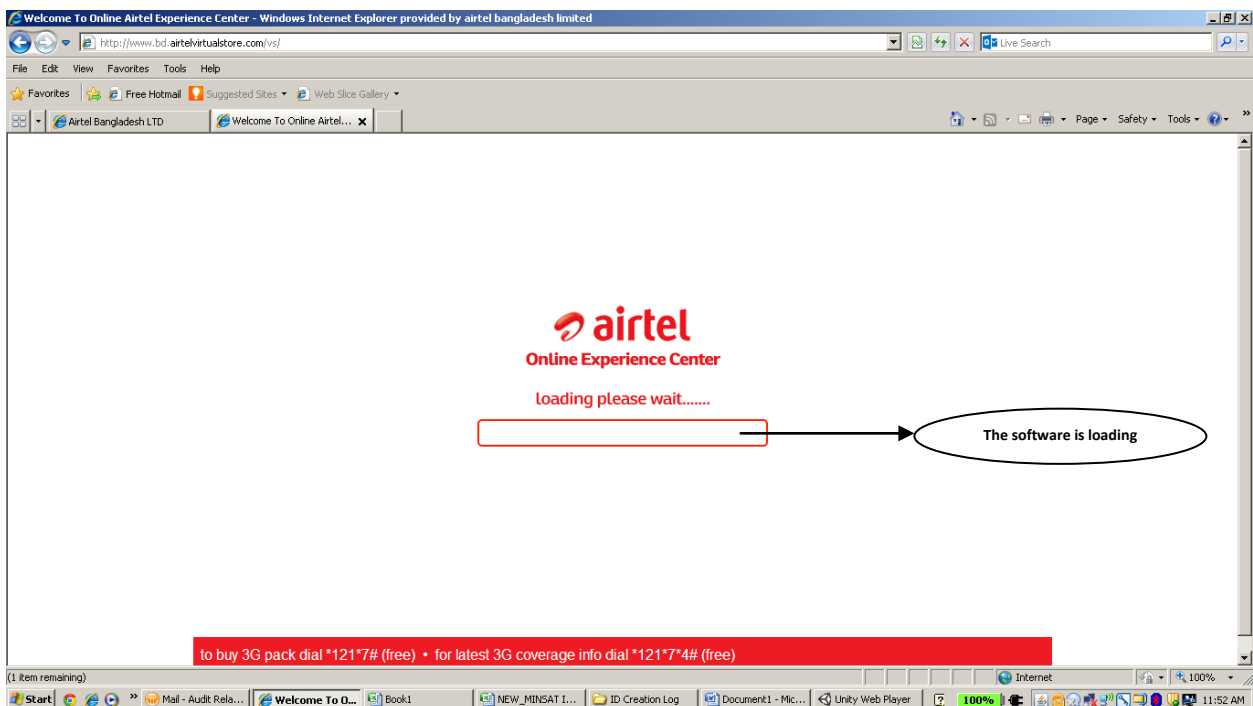 Welcome To Online Airtel Experience Center - Windows Internet Explorer provided by airtel bangladesh limited
http://www.bd.airtelvirtualstore.com/vs/
Live Search
File Edit View Favorites Tools Help
Favorites Free Hotmail Suggested Sites Web Slice Gallery
Airtel Bangladesh LTD Welcome To Online Airtel... Page Safety Tools »
airtel
Online Experience Center
loading please wait.......
The software is loading
to buy 3G pack dial *121*7# (free) • for latest 3G coverage info dial *121*7*4# (free)
(1 item remaining) Internet 100%
Start » Mail - Audit Rela... Welcome To O... Book1 NEW_MINSAT I... ID Creation Log Document1 - Mic... Unity Web Player 100% 11:52 AM